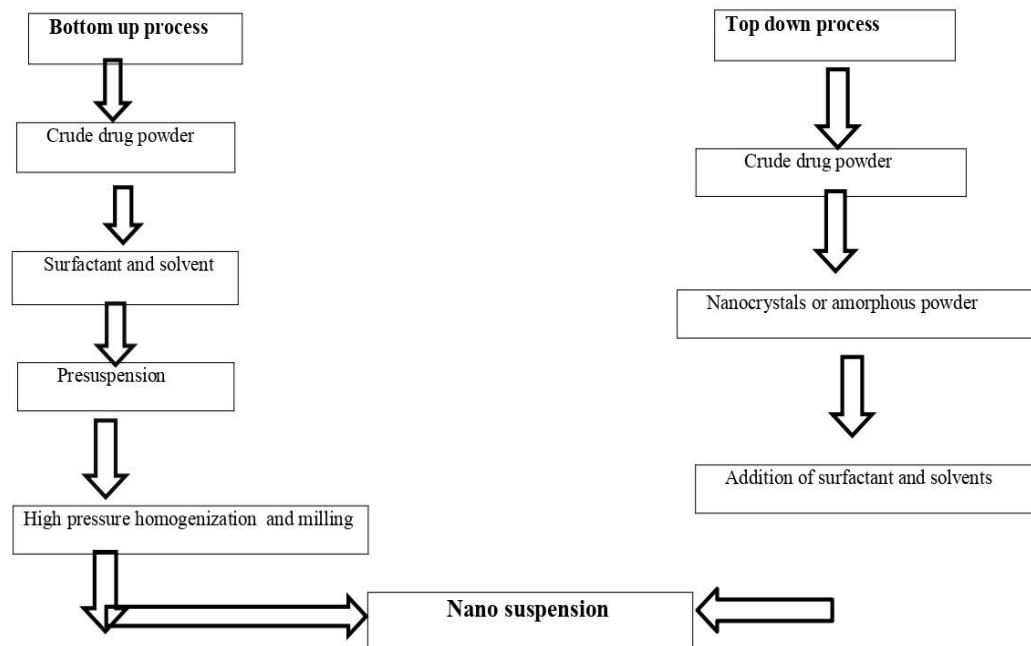 Bottom up process
Crude drug powder
Surfactant and solvent
Presuspension
High pressure homogenization and milling
Top down process
Crude drug powder
Nanocrystals or amorphous powder
Addition of surfactant and solvents
Nano suspension